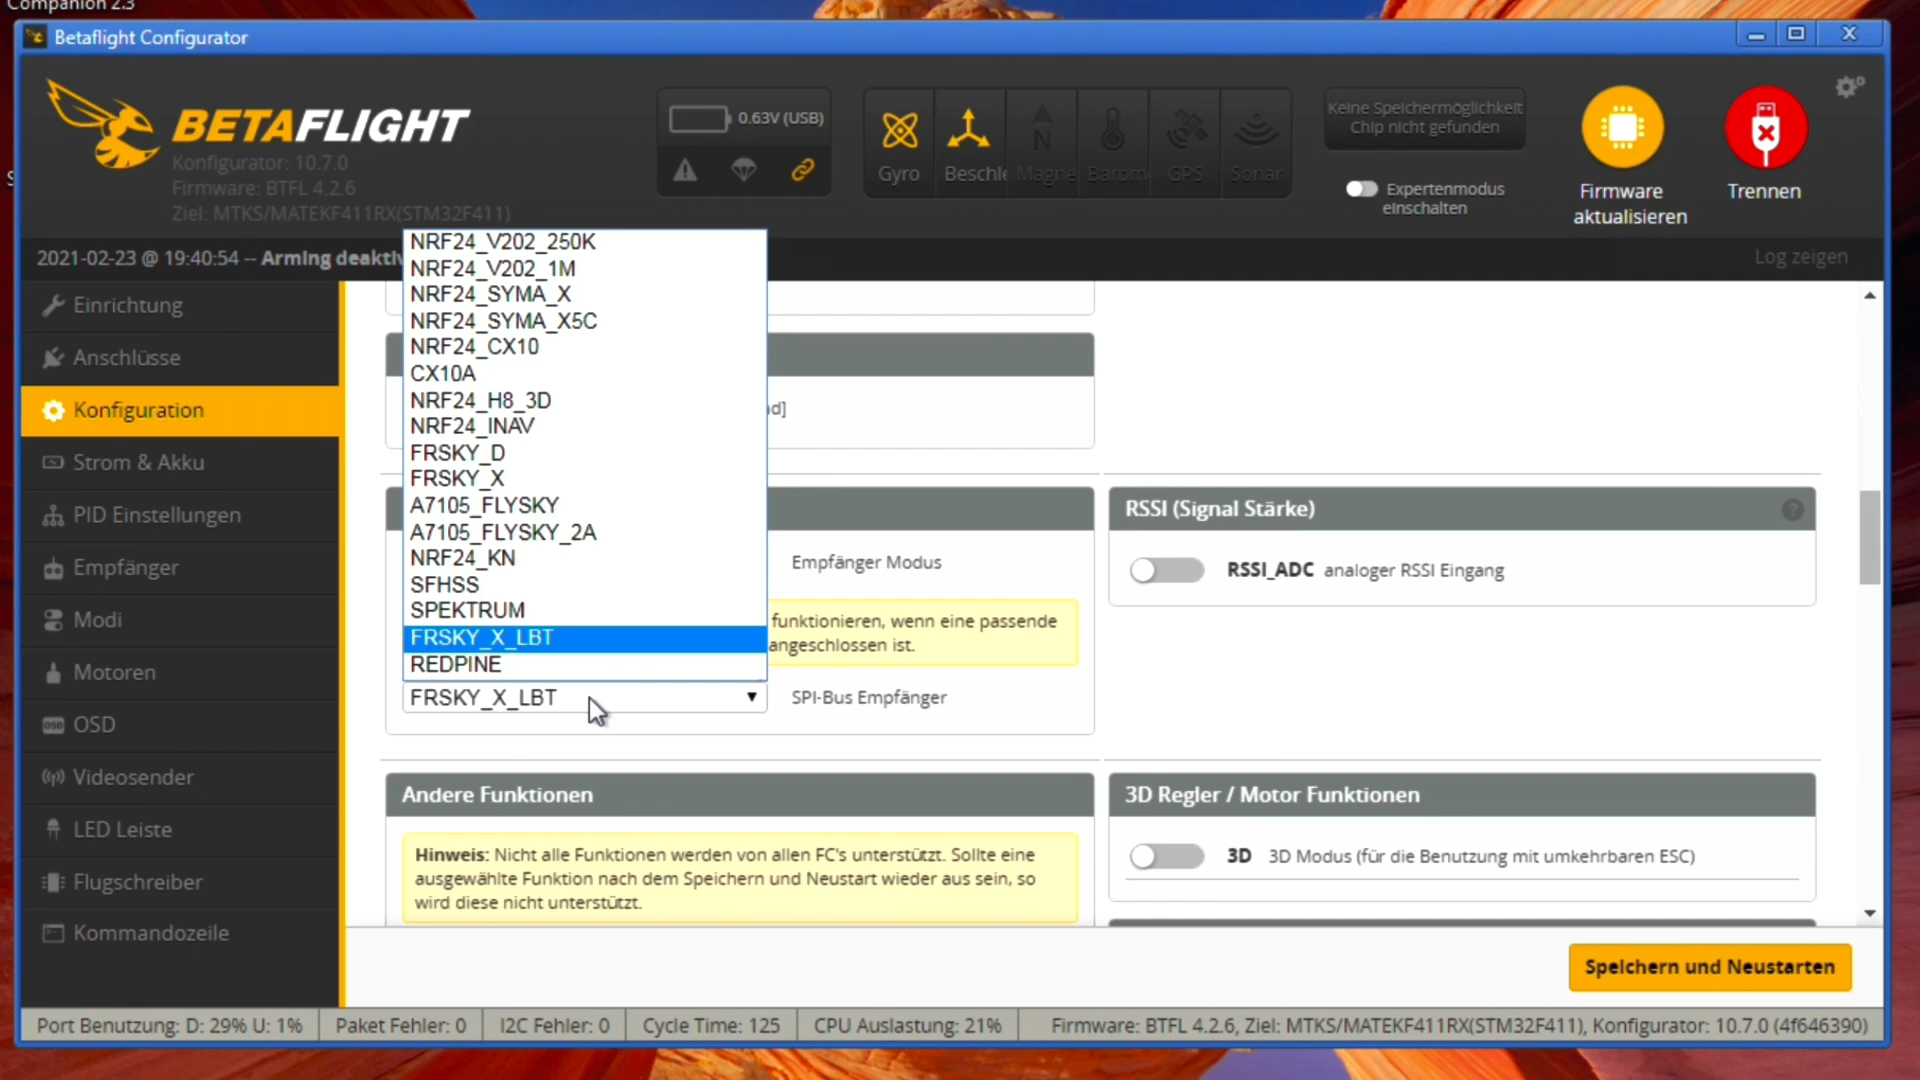 Companion 2.3
Betaflight Configurator
BETAFLIGHT
Konfigurator: 10.7.0
Firmware: BTFL 4.2.6
Ziel: MTKS/MATEKF411RX(STM32F411)
0.63V (USB)
Gyro
Beschle
Magne
Barom
GPS
Sonar
Keine Speichermöglichkeit
Chip nicht gefunden
Expertenmodus
einschalten
Firmware
aktualisieren
Trennen
2021-02-23 @ 19:40:54 -- Arming deaktiv
Log zeigen
Einrichtung
Anschlüsse
Konfiguration
Strom & Akku
PID Einstellungen
Empfänger
Modi
Motoren
OSD
OSD
Videosender
LED Leiste
Flugschreiber
Kommandozeile
NRF24_V202_250K
NRF24_V202_1M
NRF24_SYMA_X
NRF24_SYMA_X5C
NRF24_CX10
CX10A
NRF24_H8_3D
NRF24_INAV
FRSKY_D
FRSKY_X
A7105_FLYSKY
A7105_FLYSKY_2A
NRF24_KN
SFHSS
SPEKTRUM
FRSKY_X_LBT
REDPINE
FRSKY_X_LBT
d]
Empfänger Modus
funktionieren, wenn eine passende
angeschlossen ist.
SPI-Bus Empfänger
RSSI (Signal Stärke)
RSSI_ADC analoger RSSI Eingang
Andere Funktionen
Hinweis: Nicht alle Funktionen werden von allen FC's unterstützt. Sollte eine
ausgewählte Funktion nach dem Speichern und Neustart wieder aus sein, so
wird diese nicht unterstützt.
3D Regler / Motor Funktionen
3D 3D Modus (für die Benutzung mit umkehrbaren ESC)
Speichern und Neustarten
Port Benutzung: D: 29% U: 1%
Paket Fehler: 0
I2C Fehler: 0
Cycle Time: 125
CPU Auslastung: 21%
Firmware: BTFL 4.2.6, Ziel: MTKS/MATEKF411RX(STM32F411), Konfigurator: 10.7.0 (4f646390)